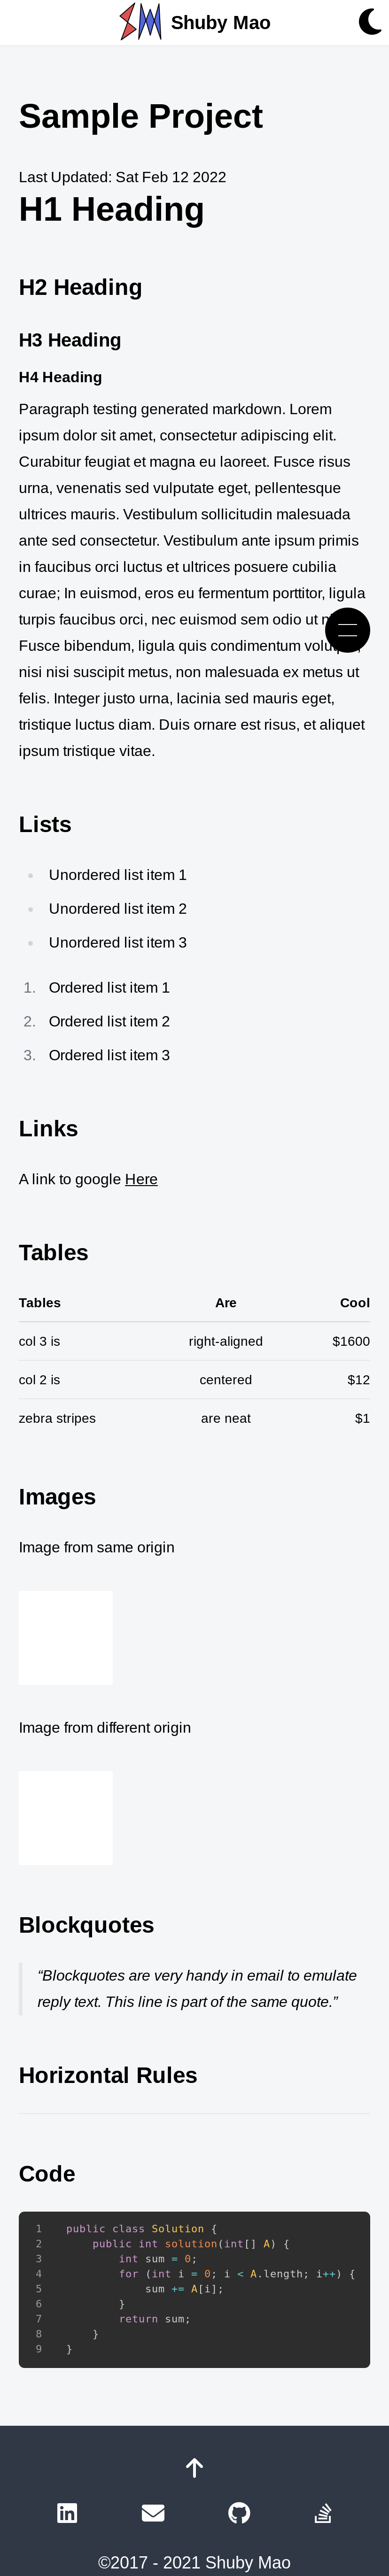 Shuby Mao
Sample Project
Last Updated: Sat Feb 12 2022
H1 Heading
H2 Heading
H3 Heading
H4 Heading
Paragraph testing generated markdown. Lorem
ipsum dolor sit amet, consectetur adipiscing elit.
Curabitur feugiat et magna eu laoreet. Fusce risus
urna, venenatis sed vulputate eget, pellentesque
ultrices mauris. Vestibulum sollicitudin malesuada
ante sed consectetur. Vestibulum ante ipsum primis
in faucibus orci luctus et ultrices posuere cubilia
curae; In euismod, eros eu fermentum porttitor, ligula
turpis faucibus orci, nec euismod sem odio ut
Fusce bibendum, ligula quis condimentum
nisi nisi suscipit metus, non malesuada ex metus ut
felis. Integer justo urna, lacinia sed mauris eget,
tristique luctus diam. Duis ornare est risus, et aliquet
ipsum tristique vitae.
Lists
Unordered list item 1
Unordered list item 2
Unordered list item 3
1. Ordered list item 1
2. Ordered list item 2
3. Ordered list item 3
Links
A link to google Here
Tables
Tables Are Cool
col 3 is right-aligned $1600
col 2 is centered $12
zebra stripes are neat $1
Images
Image from same origin
Image from different origin
Blockquotes
“Blockquotes are very handy in email to emulate
reply text. This line is part of the same quote.”
Horizontal Rules
Code
1 public class Solution {
2     public int solution(int[] A) {
3         int sum = 0;
4         for (int i = 0; i < A.length; i++) {
5             sum += A[i];
6         }
7         return sum;
8     }
9 }
©2017 - 2021 Shuby Mao